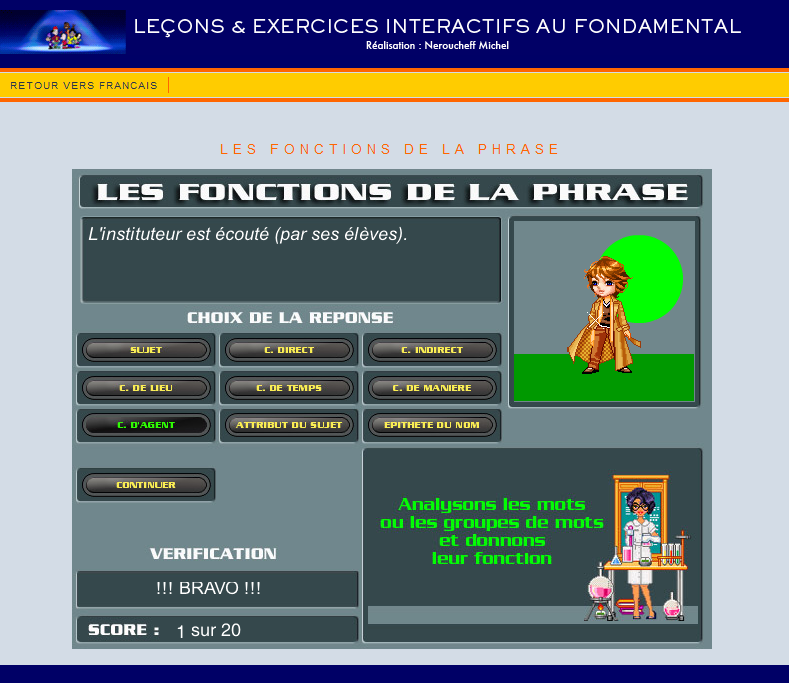 LEÇONS & EXERCICES INTERACTIFS AU FONDAMENTAL
Réalisation : Neroucheff Michel
RETOUR VERS FRANCAIS
LES FONCTIONS DE LA PHRASE
LES FONCTIONS DE LA PHRASE
L'instituteur est écouté (par ses élèves).
CHOIX DE LA REPONSE
SUJET
C. DIRECT
C. INDIRECT
C. DE LIEU
C. DE TEMPS
C. DE MANIERE
C. D'AGENT
ATTRIBUT DU SUJET
EPITHETE DU NOM
CONTINUER
Analysons les mots
ou les groupes de mots
et donnons
leur fonction
VERIFICATION
!!! BRAVO !!!
SCORE : 1 sur 20